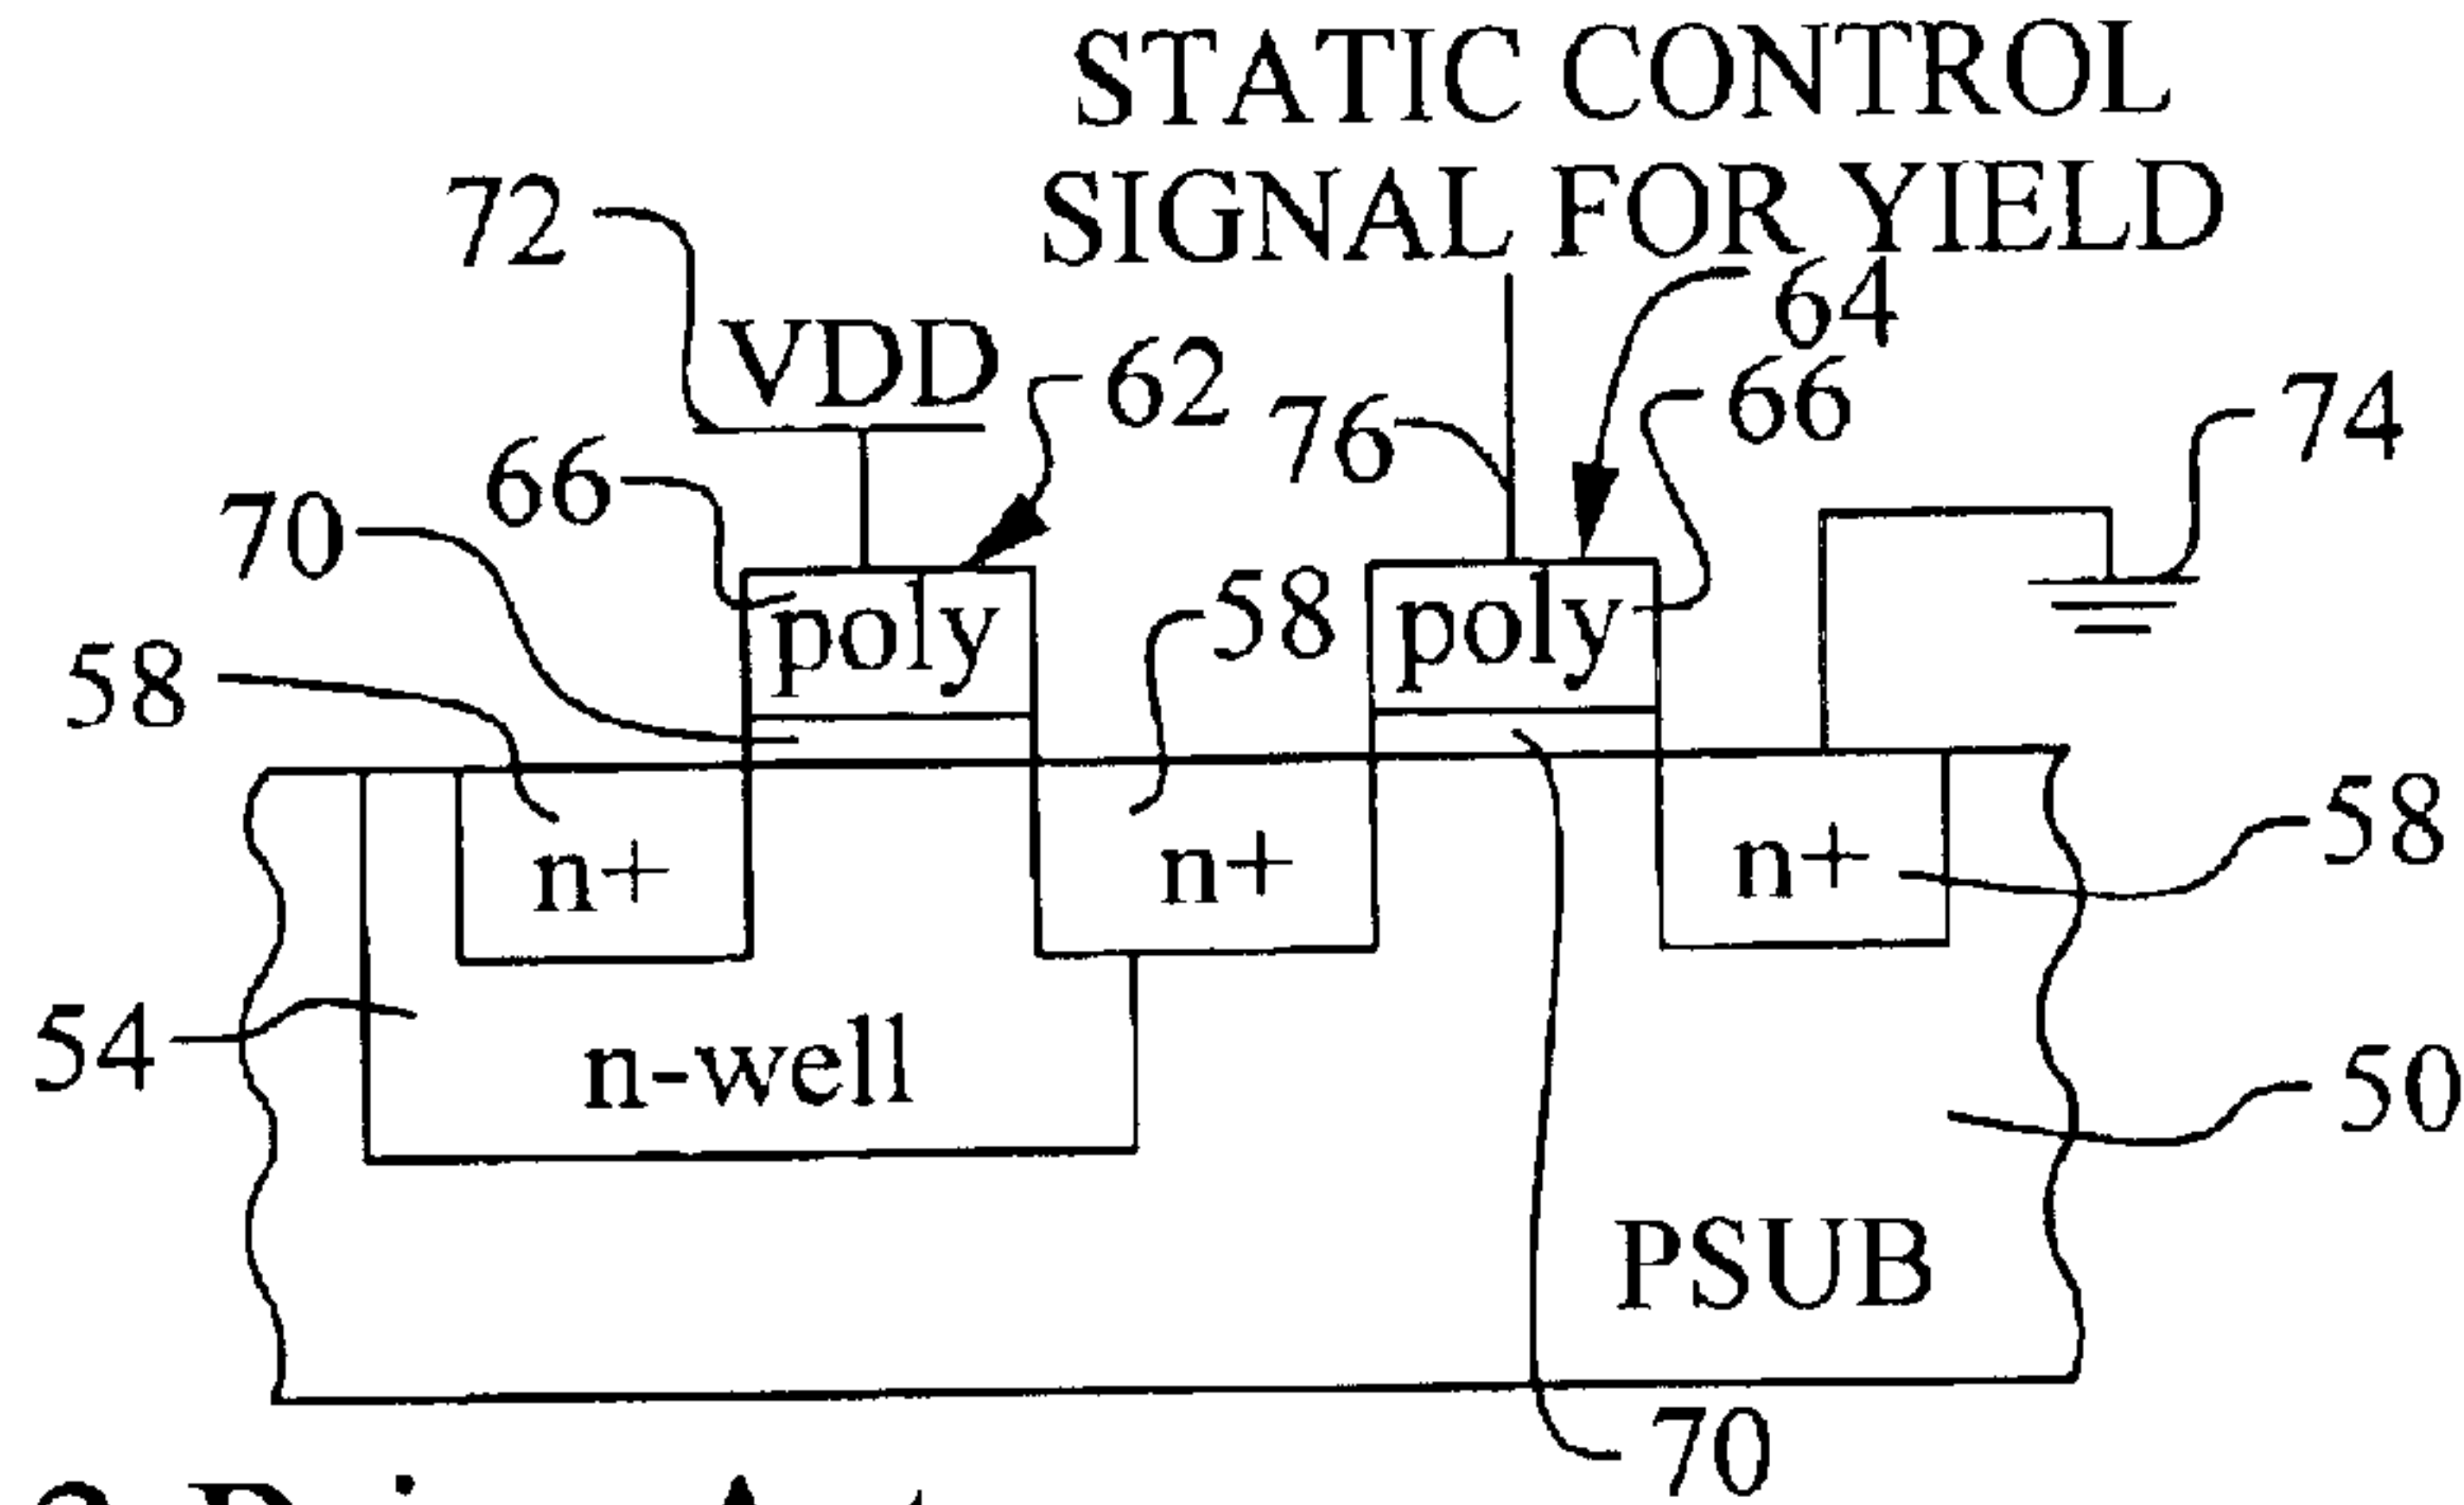 STATIC CONTROL
SIGNAL FOR YIELD
72
64
VDD
62
66
76
74
66
70
58
poly
poly
58
n+
n+
n+
58
54
n-well
50
PSUB
70